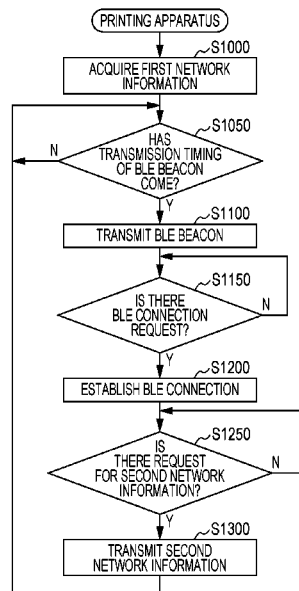 PRINTING APPARATUS
S1000
ACQUIRE FIRST NETWORK
INFORMATION
S1050
HAS
TRANSMISSION TIMING
OF BLE BEACON
COME?
N
Y
S1100
TRANSMIT BLE BEACON
S1150
IS THERE
BLE CONNECTION
REQUEST?
N
Y
S1200
ESTABLISH BLE CONNECTION
S1250
IS
THERE REQUEST
FOR SECOND NETWORK
INFORMATION?
N
Y
S1300
TRANSMIT SECOND
NETWORK INFORMATION